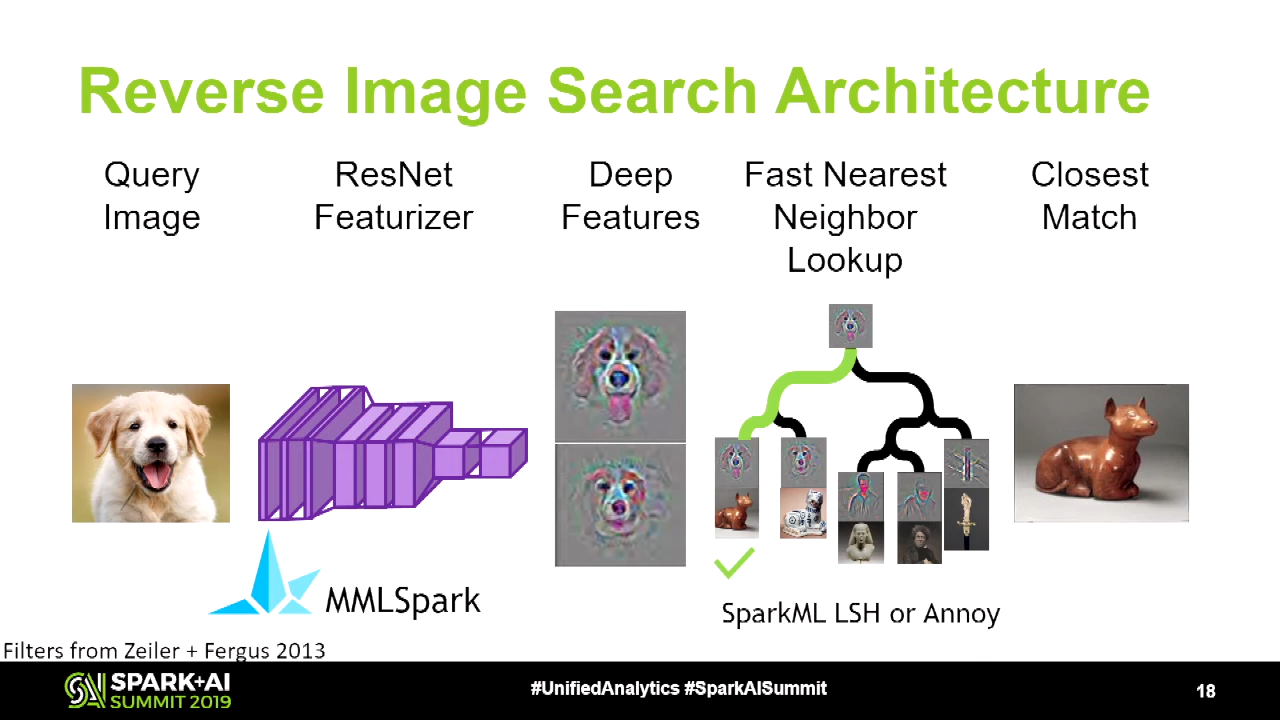 Reverse Image Search Architecture
Query
Image
ResNet
Featurizer
Deep
Features
Fast Nearest
Neighbor
Lookup
Closest
Match
MMLSpark
SparkML LSH or Annoy
Filters from Zeiler + Fergus 2013
SPARK+AI
SUMMIT 2019
#UnifiedAnalytics #SparkAISummit
18